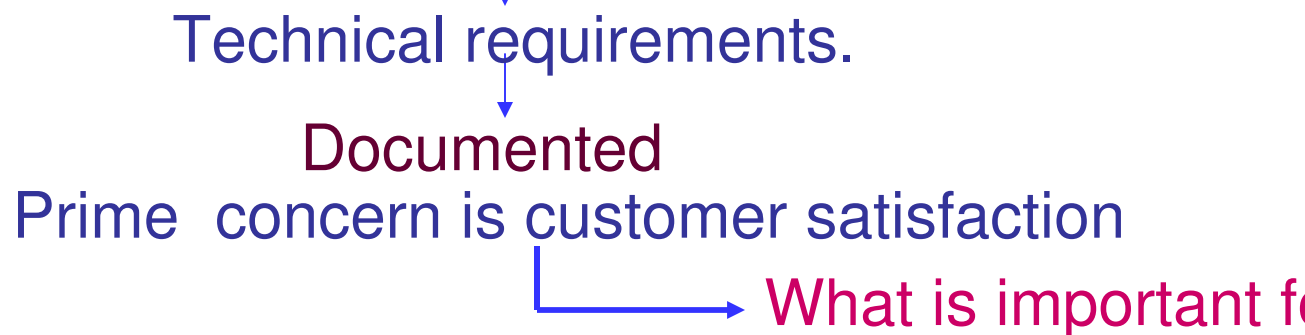 Technical requirements.
Documented
Prime concern is customer satisfaction
What is important